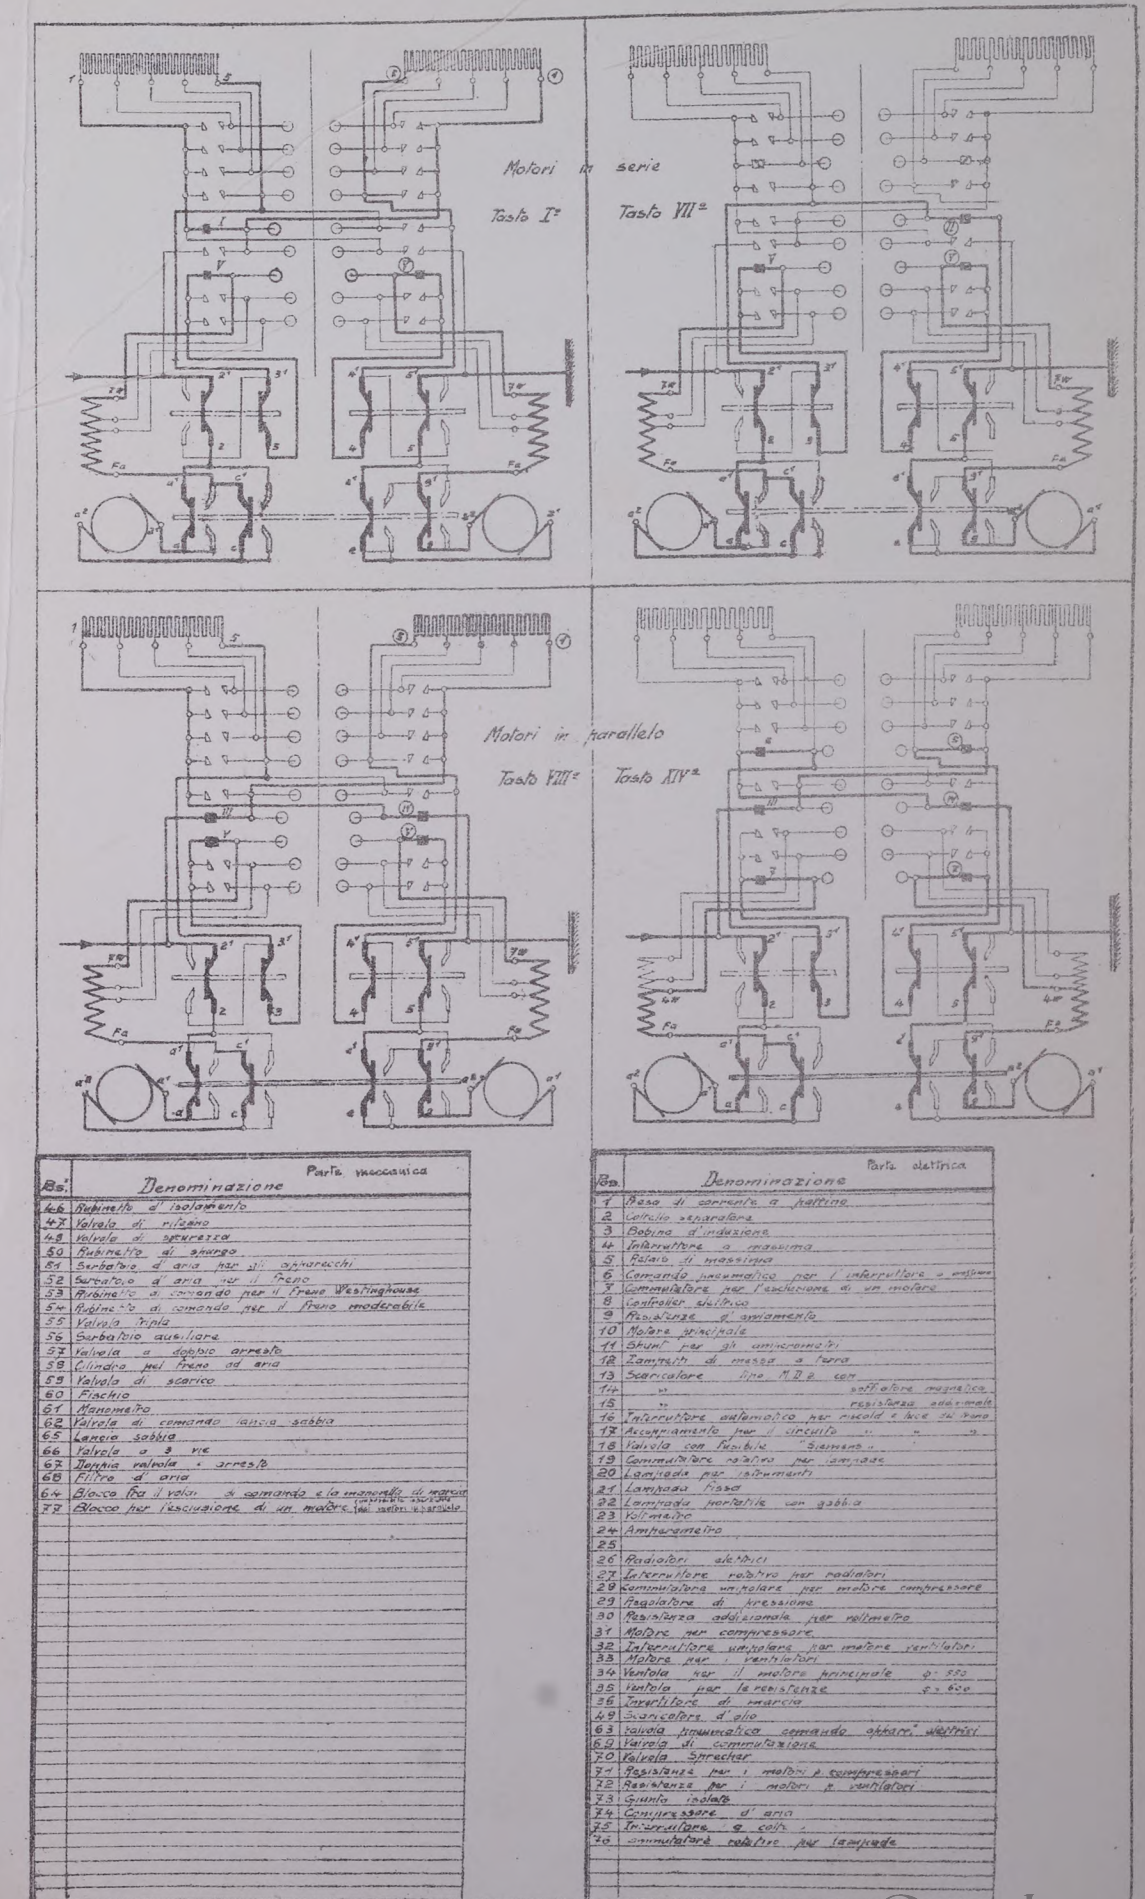 Motori in serie
Tasto I°
Tasto VII°
Motori in parallelo
Tasto VIII°
Tasto XIV°
Parte meccanica
Pos. Denominazione
46 Rubinetto d' isolamento
47 Valvola di ritegno
48 Valvola di sicurezza
50 Rubinetto di spurgo
51 Serbatoio d' aria per gli apparecchi
52 Serbatoio d' aria per il freno
53 Rubinetto di comando per il freno Westinghouse
54 Rubinetto di comando per il freno moderabile
55 Valvola tripla
56 Serbatoio ausiliare
57 Valvola a doppio arresto
58 Cilindro pel freno ad aria
59 Valvola di scarico
60 Fischio
61 Manometro
62 Valvola di comando lancia sabbia
65 Lancia sabbia
66 Valvola a 3 vie
67 Doppia valvola arresto
68 Filtro d' aria
64 Blocco fra il volan di comando e la manovella di marcia
77 Blocco per l'esclusione di un motore
Parte elettrica
Pos. Denominazione
1 Presa di corrente a pattino
2 Coltello separatore
3 Bobina d' induzione
4 Interruttore a massima
5 Relais di massima
6 Comando pneumatico per l' interruttore a massima
7 Commutatore per l'esclusione di un motore
8 Controller elettrico
9 Resistenze d' avviamento
10 Motore principale
11 Shunt per gli amperometri
12 di messa a terra
13 Scaricatore tipo M.D.2 con
14 " soffiatore magnetico
15 " resistenza addizionale
16 Interruttore automatico per riscald e luce
17 Accoppiamento per il circuito " " "
18 Valvola con fusibile "Siemens"
19 Commutatore rotativo per lampade
20 Lampada per istrumenti
21 Lampada fissa
22 Lampada portatile con gabbia
23 Voltmetro
24 Amperometro
25
26 Radiatori elettrici
27 Interruttore rotativo per radiatori
28 Commutatore unipolare per motore compressore
29 Regolatore di pressione
30 Resistenza addizionale per voltmetro
31 Motore per compressore
32 Interruttore unipolare per motore ventilatori
33 Motore per i ventilatori
34 Ventola per il motore principale φ= 550
35 Ventola per le resistenze φ= 600
36 Invertitore di marcia
49 Scaricatore d' olio
63 Valvola pneumatica comando appar. elettrici
69 Valvola di commutazione
70 Valvola Sprecher
71 Resistenze per i motori p. compressori
72 Resistenze per i motori p. ventilatori
73 Giunto isolato
74 Compressore d' aria
75 Interruttore
76 Commutatore rotativo per lampade